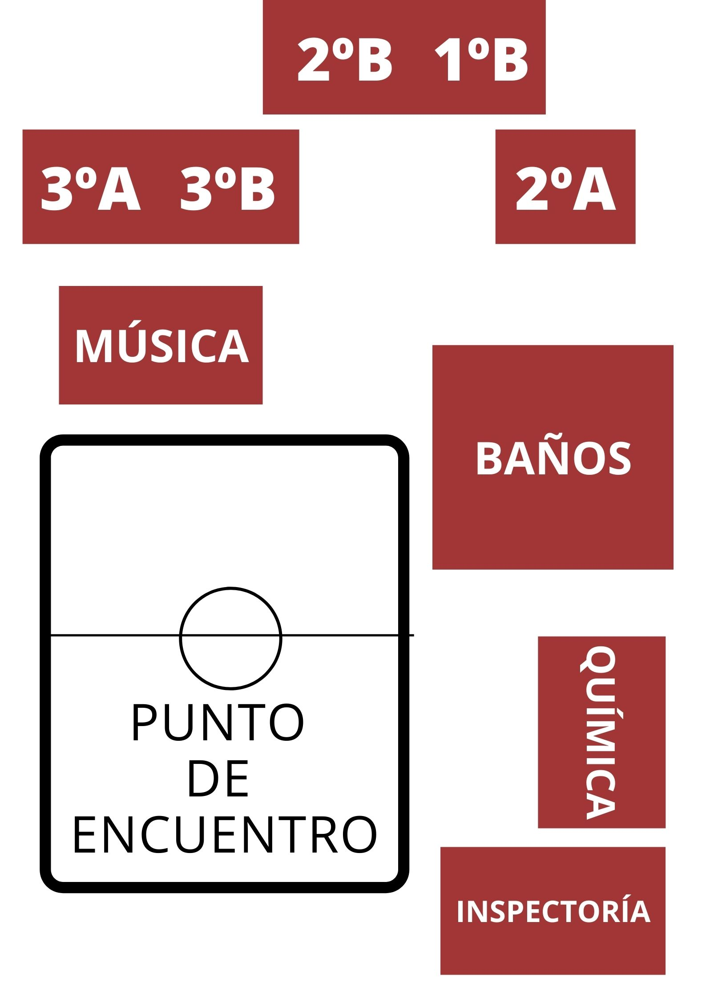 2ºB 1ºB
3ºA 3ºB
2ºA
MÚSICA
BAÑOS
PUNTO
DE
ENCUENTRO
QUÍMICA
INSPECTORÍA